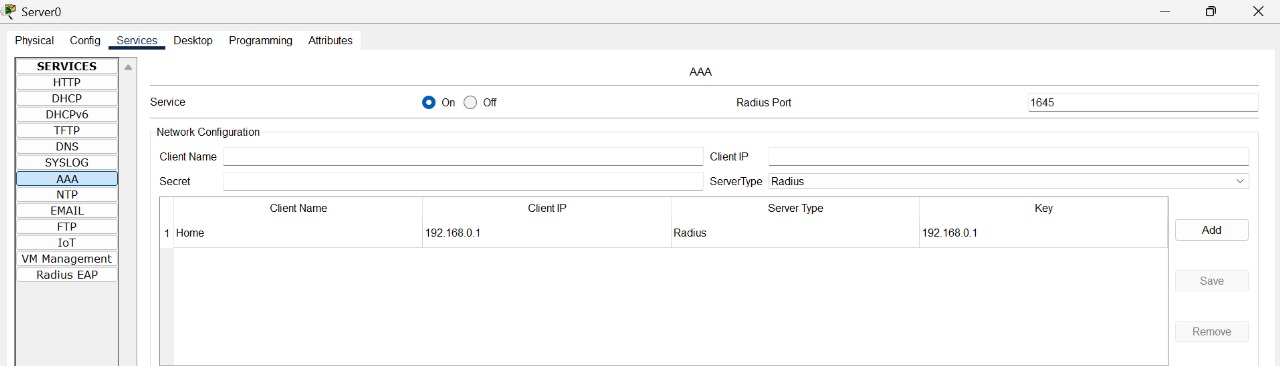 Server0
Physical Config Services Desktop Programming Attributes
SERVICES
HTTP
DHCP
DHCPv6
TFTP
DNS
SYSLOG
AAA
NTP
EMAIL
FTP
IoT
VM Management
Radius EAP
AAA
Service On Off Radius Port 1645
Network Configuration
Client Name Client IP
Secret ServerType Radius
Client Name Client IP Server Type Key
1 Home 192.168.0.1 Radius 192.168.0.1
Add
Save
Remove